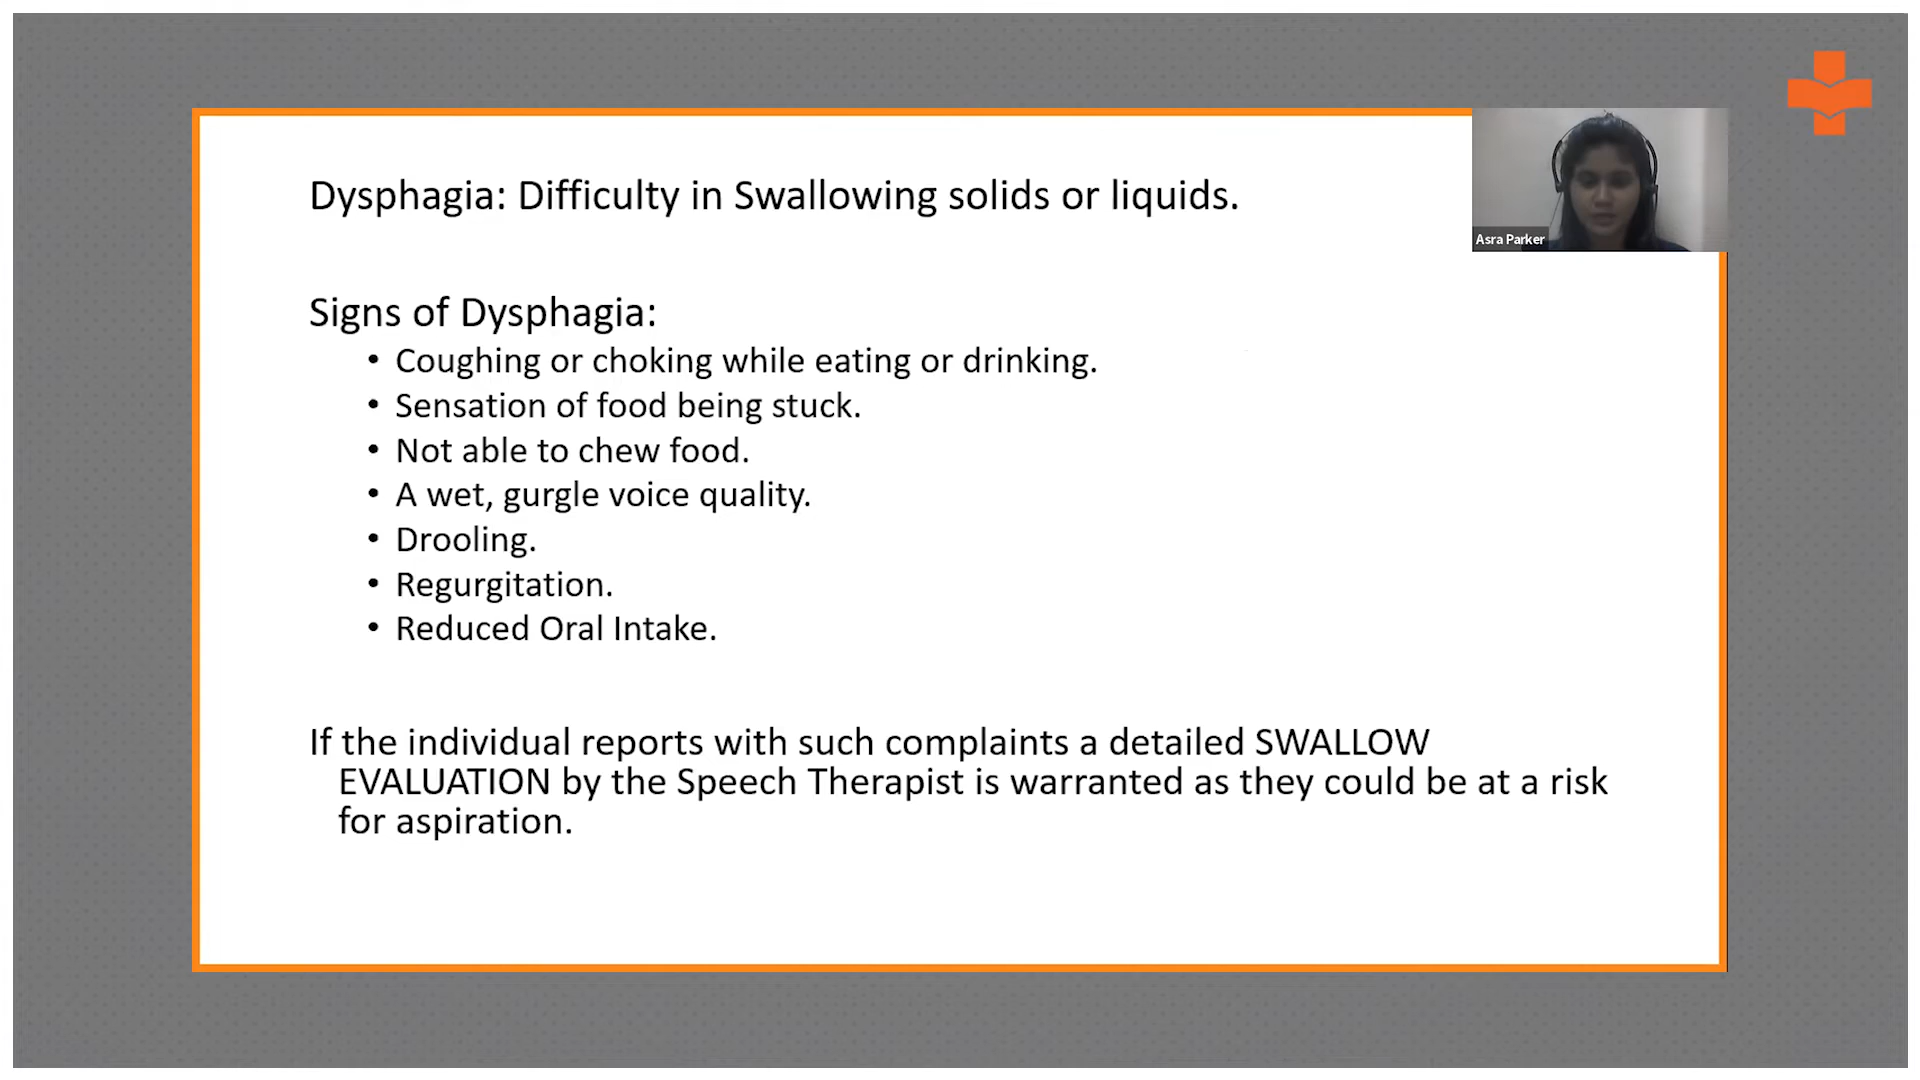 Dysphagia: Difficulty in Swallowing solids or liquids.
Asra Parker
Signs of Dysphagia:
• Coughing or choking while eating or drinking.
• Sensation of food being stuck.
• Not able to chew food.
• A wet, gurgle voice quality.
• Drooling.
• Regurgitation.
• Reduced Oral Intake.
If the individual reports with such complaints a detailed SWALLOW
EVALUATION by the Speech Therapist is warranted as they could be at a risk
for aspiration.